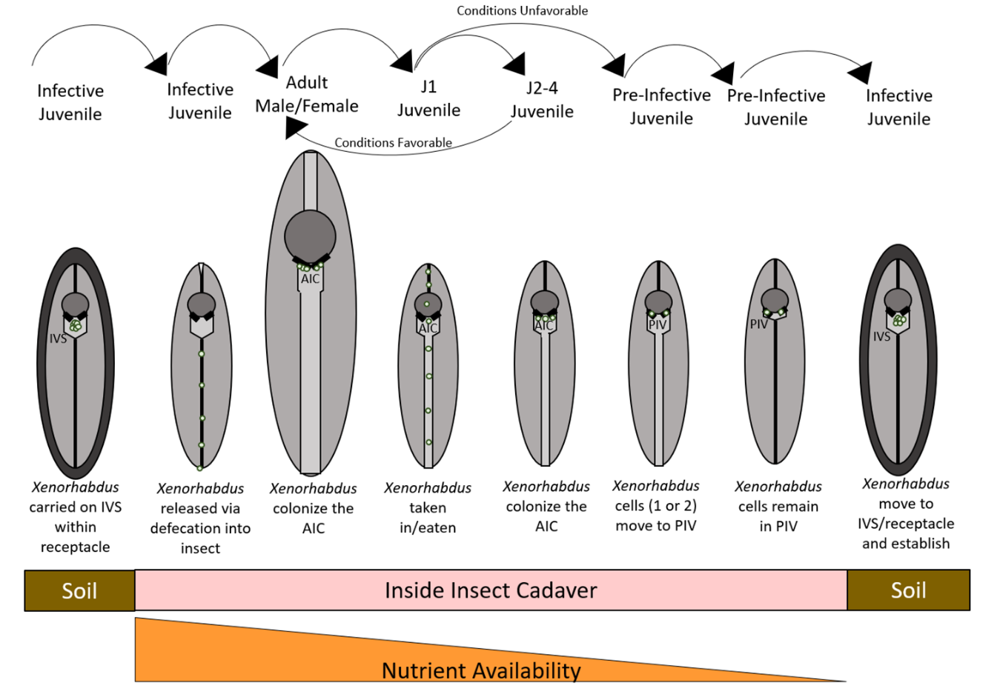 Conditions Unfavorable
Infective
Juvenile
Infective
Juvenile
Adult
Male/Female
J1
Juvenile
J2-4
Juvenile
Pre-Infective
Juvenile
Pre-Infective
Juvenile
Infective
Juvenile
Conditions Favorable
IVS
AIC
AIC
AIC
PIV
PIV
IVS
Xenorhabdus
carried on IVS
within
receptacle
Xenorhabdus
released via
defecation into
insect
Xenorhabdus
colonize the
AIC
Xenorhabdus
taken
in/eaten
Xenorhabdus
colonize the
AIC
Xenorhabdus
cells (1 or 2)
move to PIV
Xenorhabdus
cells remain
in PIV
Xenorhabdus
move to
IVS/receptacle
and establish
Soil
Inside Insect Cadaver
Soil
Nutrient Availability